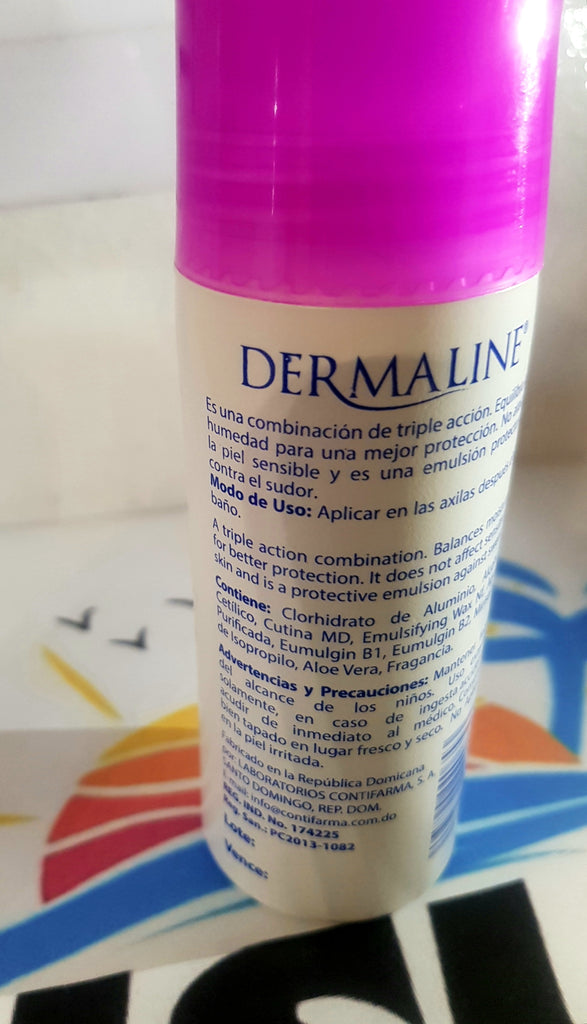 DERMALINE®
Es una combinación de triple acción.
humedad para una mejor protección. No
la piel sensible y es una emulsión
contra el sudor.
Modo de Uso: Aplicar en las axilas después
baño.
A triple action combination. Balances
for better protection. It does not affect
skin and is a protective emulsion against
Contiene: Clorhidrato de Aluminio,
Cetílico, Cutina MD, Emulsifying Wax
Purificada, Eumulgin B1, Eumulgin B2,
de Isopropilo, Aloe Vera, Fragancia.
Advertencias y Precauciones: Mantener
del alcance de los niños.
solamente, en caso de ingesta
acudir de inmediato al médico.
bien tapado en lugar fresco y seco. No
en la piel irritada.
Fabricado en la República Dominicana
por: LABORATORIOS CONTIFARMA, S. A.
SANTO DOMINGO, REP. DOM.
E-mail: info@contifarma.com.do
REG. IND. No. 174225
Reg. San.: PC2013-1082
Lote:
Vence: